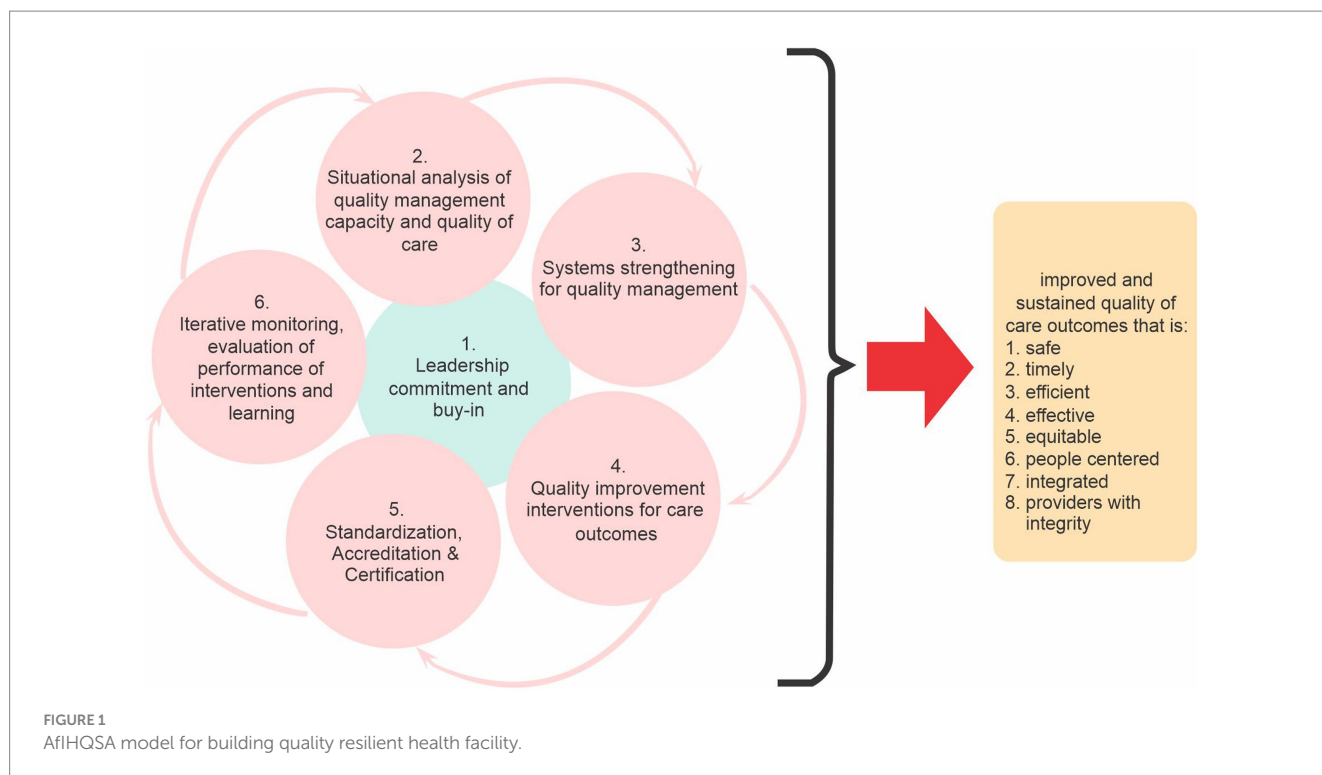 2.
Situational analysis of
quality management
capacity and quality of
care
3.
Systems strengthening
for quality management
6.
Iterative monitoring,
evaluation of
performance of
interventions and
learning
1.
Leadership
commitment and
buy-in
4.
Quality improvement
interventions for care
outcomes
5.
Standardization,
Accreditation &
Certification
improved and
sustained quality of
care outcomes that is:
1. safe
2. timely
3. efficient
4. effective
5. equitable
6. people centered
7. integrated
8. providers with
integrity
FIGURE 1
AfIHQSA model for building quality resilient health facility.